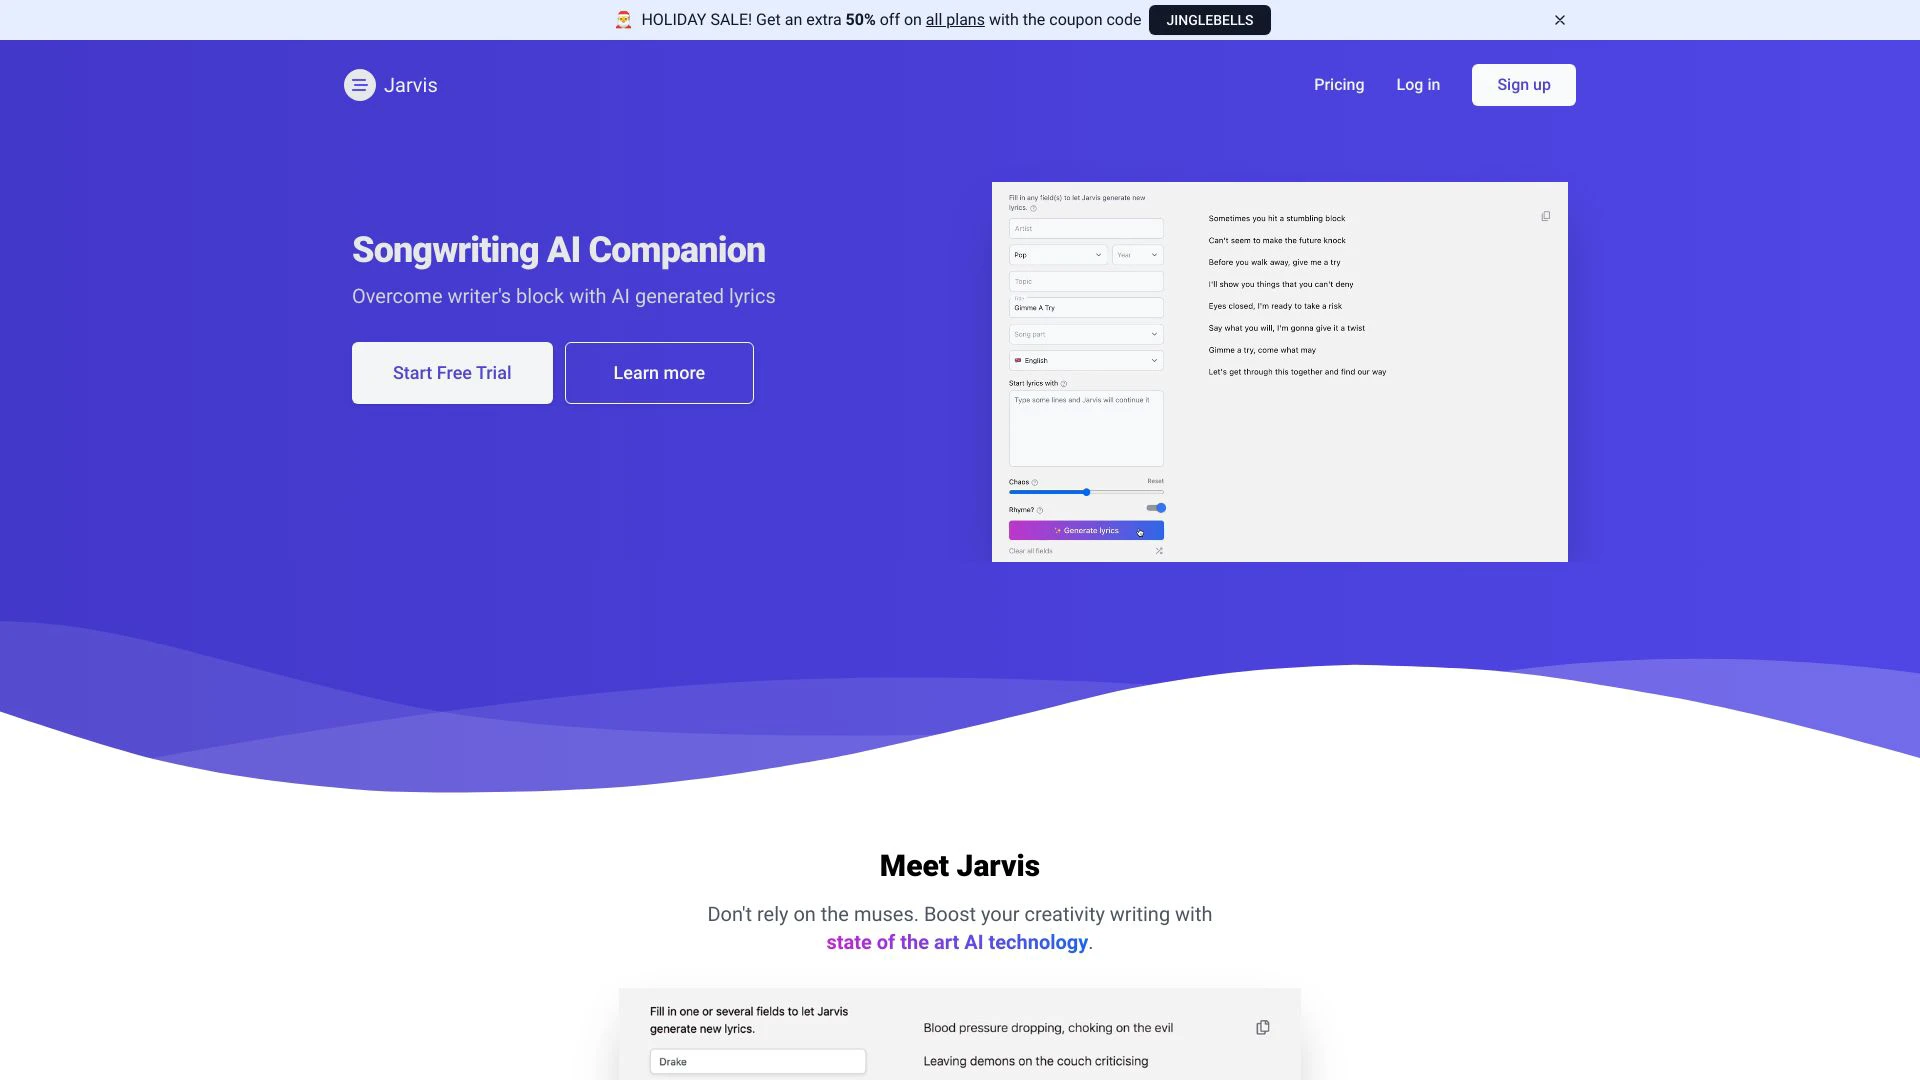 🎅 HOLIDAY SALE! Get an extra 50% off on all plans with the coupon code JINGLEBELLS
Jarvis
Pricing
Log in
Sign up
Songwriting AI Companion
Overcome writer's block with AI generated lyrics
Start Free Trial
Learn more
Fill in any field(s) to let Jarvis generate new
lyrics.
Artist
Pop
Year
Topic
Title
Gimme A Try
Song part
English
Start lyrics with
Type some lines and Jarvis will continue it
Chaos
Reset
Rhyme?
Generate lyrics
Clear all fields
Sometimes you hit a stumbling block
Can't seem to make the future knock
Before you walk away, give me a try
I'll show you things that you can't deny
Eyes closed, I'm ready to take a risk
Say what you will, I'm gonna give it a twist
Gimme a try, come what may
Let's get through this together and find our way
Meet Jarvis
Don't rely on the muses. Boost your creativity writing with
state of the art AI technology.
Fill in one or several fields to let Jarvis
generate new lyrics.
Drake
Blood pressure dropping, choking on the evil
Leaving demons on the couch criticising